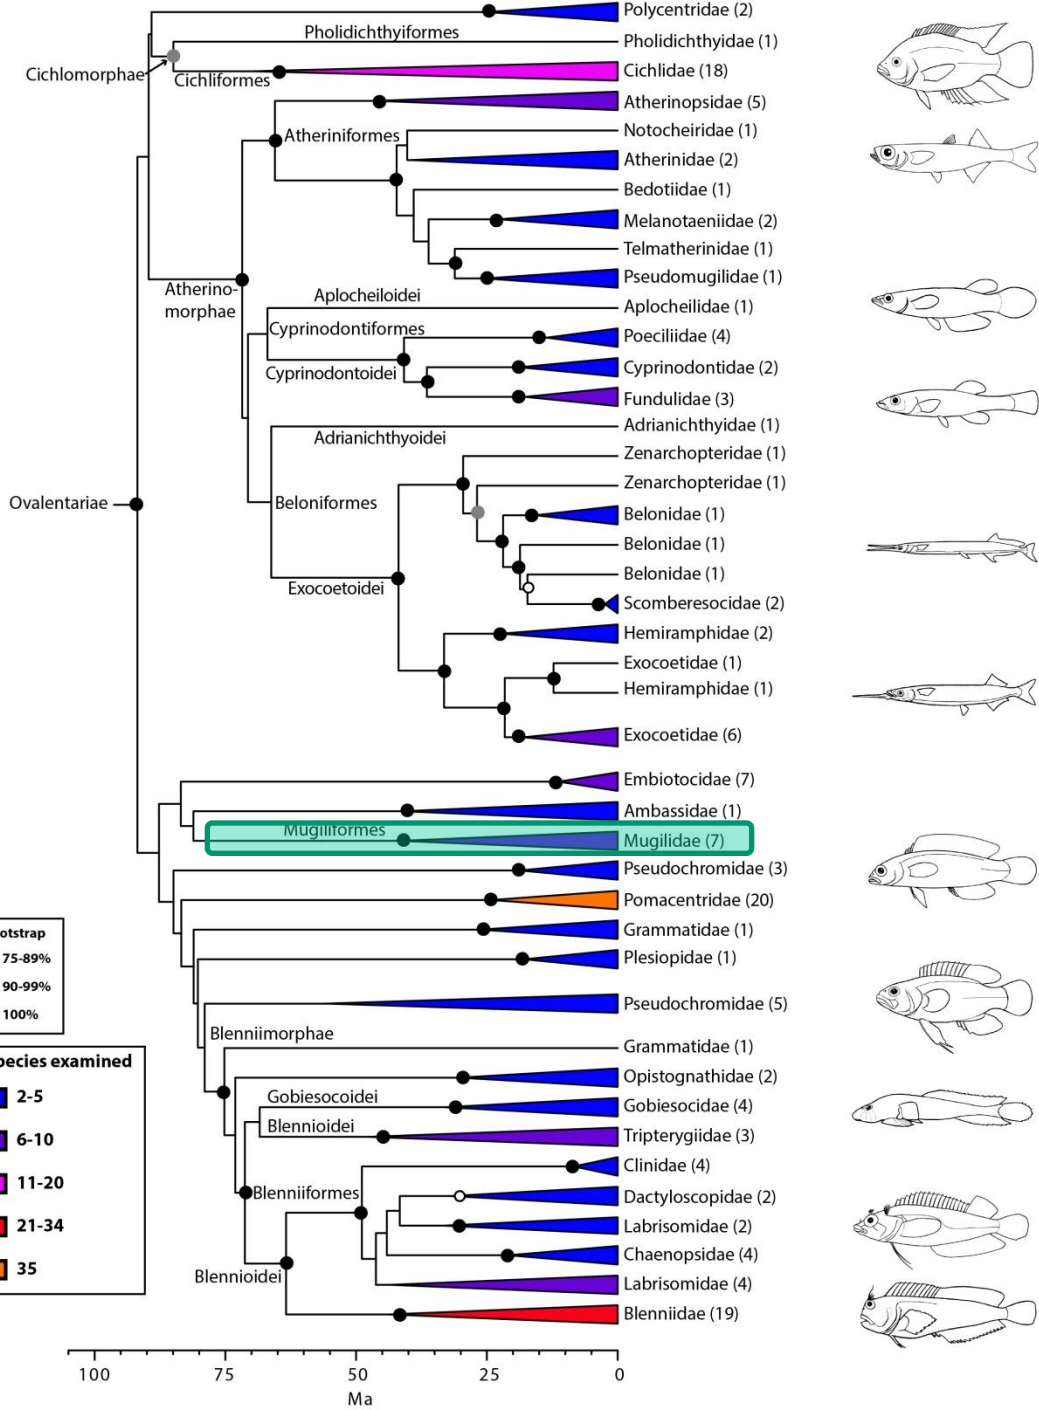 Polycentridae (2)
Pholidichthyiformes
Pholidichthyidae (1)
Cichlomorphae
Cichliformes
Cichlidae (18)
Atherinopsidae (5)
Atheriniformes
Notocheiridae (1)
Atherinidae (2)
Bedotiidae (1)
Melanotaeniidae (2)
Telmatherinidae (1)
Pseudomugilidae (1)
Atherino-
morphae
Aplocheiloidei
Aplocheilidae (1)
Cyprinodontiformes
Poeciliidae (4)
Cyprinodontoidei
Cyprinodontidae (2)
Fundulidae (3)
Adrianichthyidae (1)
Adrianichthyoidei
Zenarchopteridae (1)
Zenarchopteridae (1)
Ovalentariae
Beloniformes
Belonidae (1)
Belonidae (1)
Belonidae (1)
Exocoetoidei
Scomberesocidae (2)
Hemiramphidae (2)
Exocoetidae (1)
Hemiramphidae (1)
Exocoetidae (6)
Embiotocidae (7)
Ambassidae (1)
Mugiliformes
Mugilidae (7)
Pseudochromidae (3)
Pomacentridae (20)
Grammatidae (1)
Plesiopidae (1)
Pseudochromidae (5)
Blenniimorphae
Grammatidae (1)
Opistognathidae (2)
Gobiesocoidei
Gobiesocidae (4)
Blennioidei
Tripterygiidae (3)
Clinidae (4)
Blenniiformes
Dactyloscopidae (2)
Labrisomidae (2)
Chaenopsidae (4)
Blennioidei
Labrisomidae (4)
Blenniidae (19)
otstrap
75-89%
90-99%
100%
pecies examined
2-5
6-10
11-20
21-34
35
100 75 50 25 0
Ma